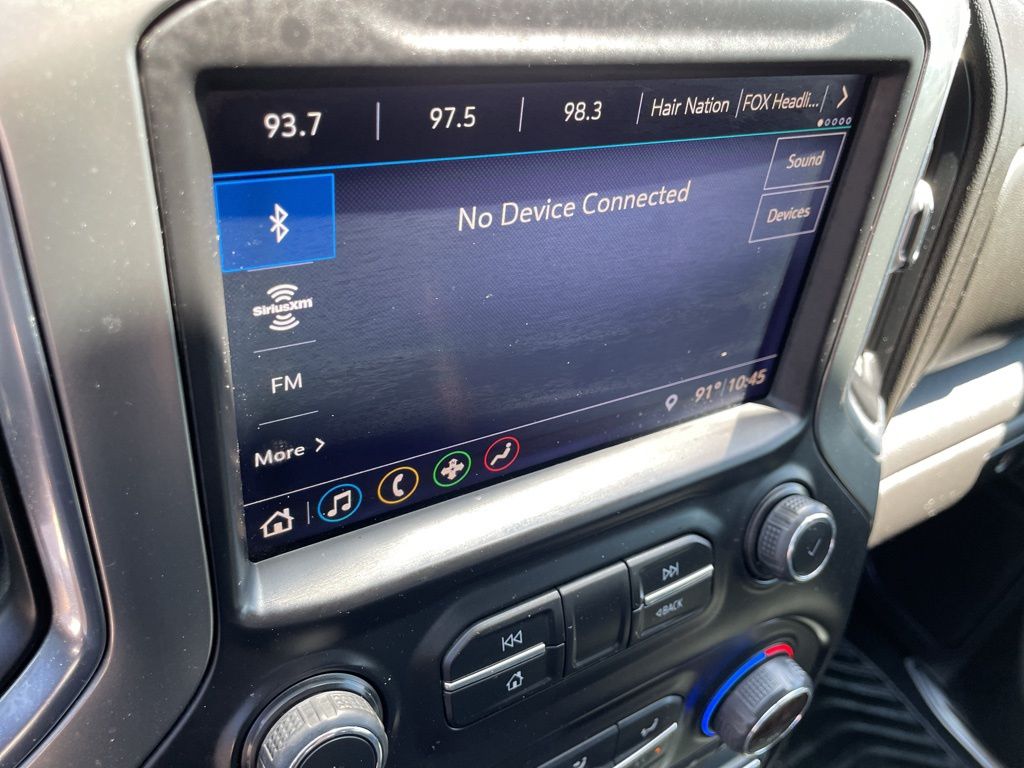 93.7 97.5 98.3 Hair Nation FOX Headli...
Sound
No Device Connected
Devices
SiriusXm
FM
91° 10:45
More
BACK